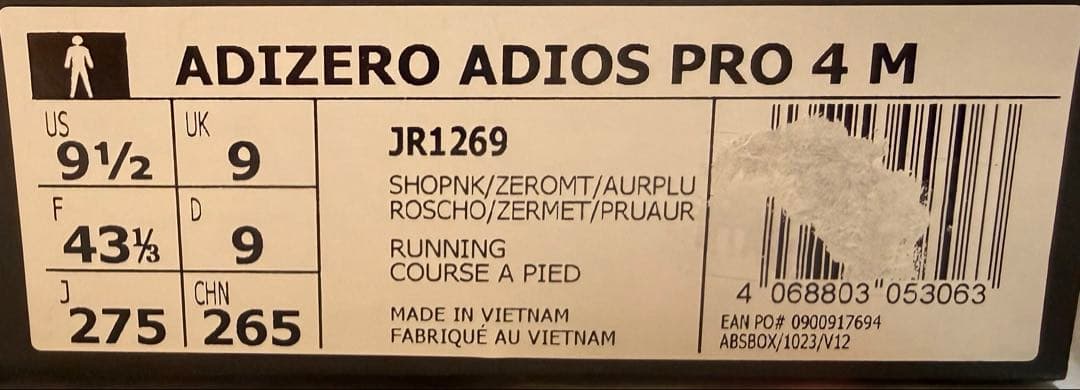 ADIZERO ADIOS PRO 4 M
US
9½
UK
9
F
43⅓
D
9
J
275
CHN
265
JR1269
SHOPNK/ZEROMT/AURPLU
ROSCHO/ZERMET/PRUAUR
RUNNING
COURSE A PIED
MADE IN VIETNAM
FABRIQUÉ AU VIETNAM
4 068803 053063
EAN PO# 0900917694
ABSBOX/1023/V12